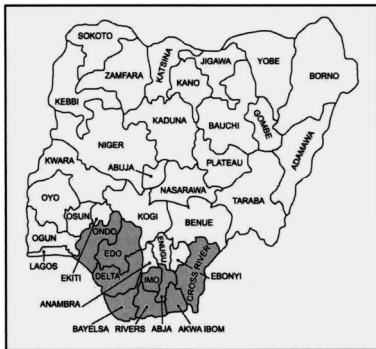 SOKOTO
KATSINA
JIGAWA
YOBE
BORNO
ZAMFARA
KANO
KEBBI
KADUNA
BAUCHI
GOMBE
ADAMAWA
NIGER
KWARA
ABUJA
PLATEAU
NASARAWA
TARABA
OYO
OSUN
KOGI
BENUE
OGUN
ONDO
EDO
ENUGU
CROSS RIVER
LAGOS
EKITI
DELTA
IMO
EBONYI
ANAMBRA
BAYELSA
RIVERS
ABJA
AKWA IBOM